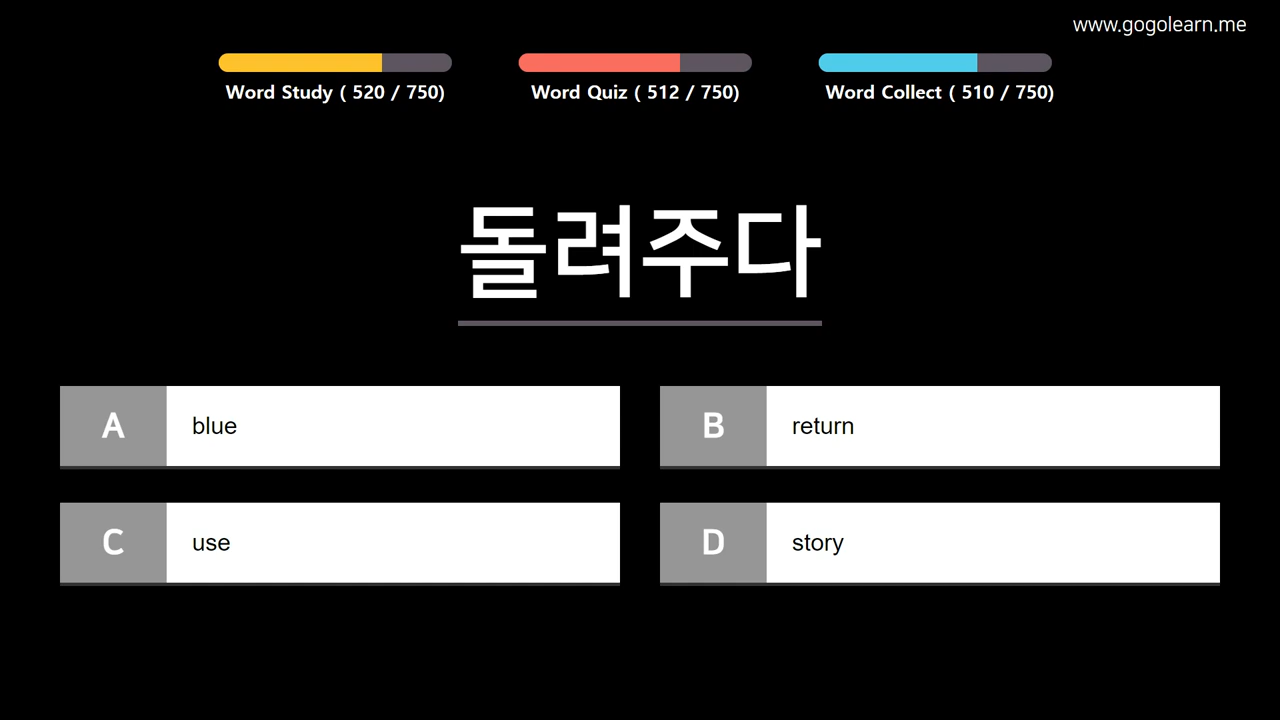 www.gogolearn.me
Word Study ( 520 / 750)
Word Quiz ( 512 / 750)
Word Collect ( 510 / 750)
돌려주다
A blue
B return
C use
D story